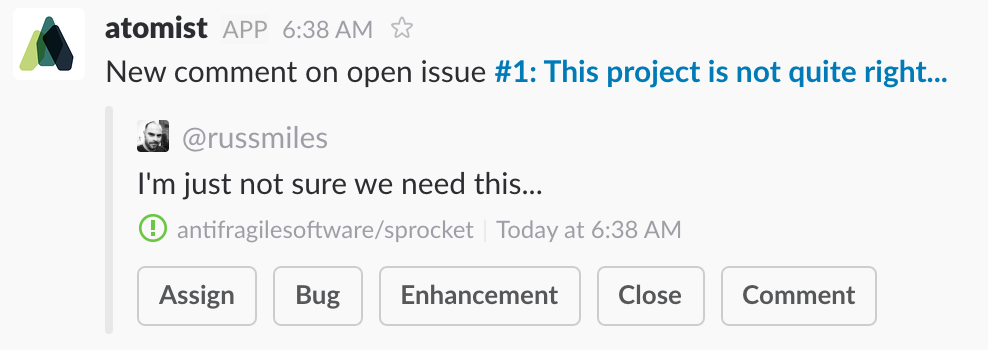 atomist APP 6:38 AM
New comment on open issue #1: This project is not quite right...
@russmiles
I'm just not sure we need this...
antifragilesoftware/sprocket | Today at 6:38 AM
Assign Bug Enhancement Close Comment